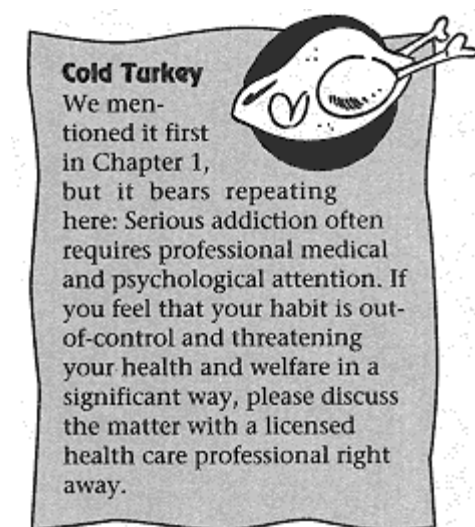 Cold Turkey
We men-
tioned it first
in Chapter 1,
but it bears repeating
here: Serious addiction often
requires professional medical
and psychological attention. If
you feel that your habit is out-
of-control and threatening
your health and welfare in a
significant way, please discuss
the matter with a licensed
health care professional right
away.